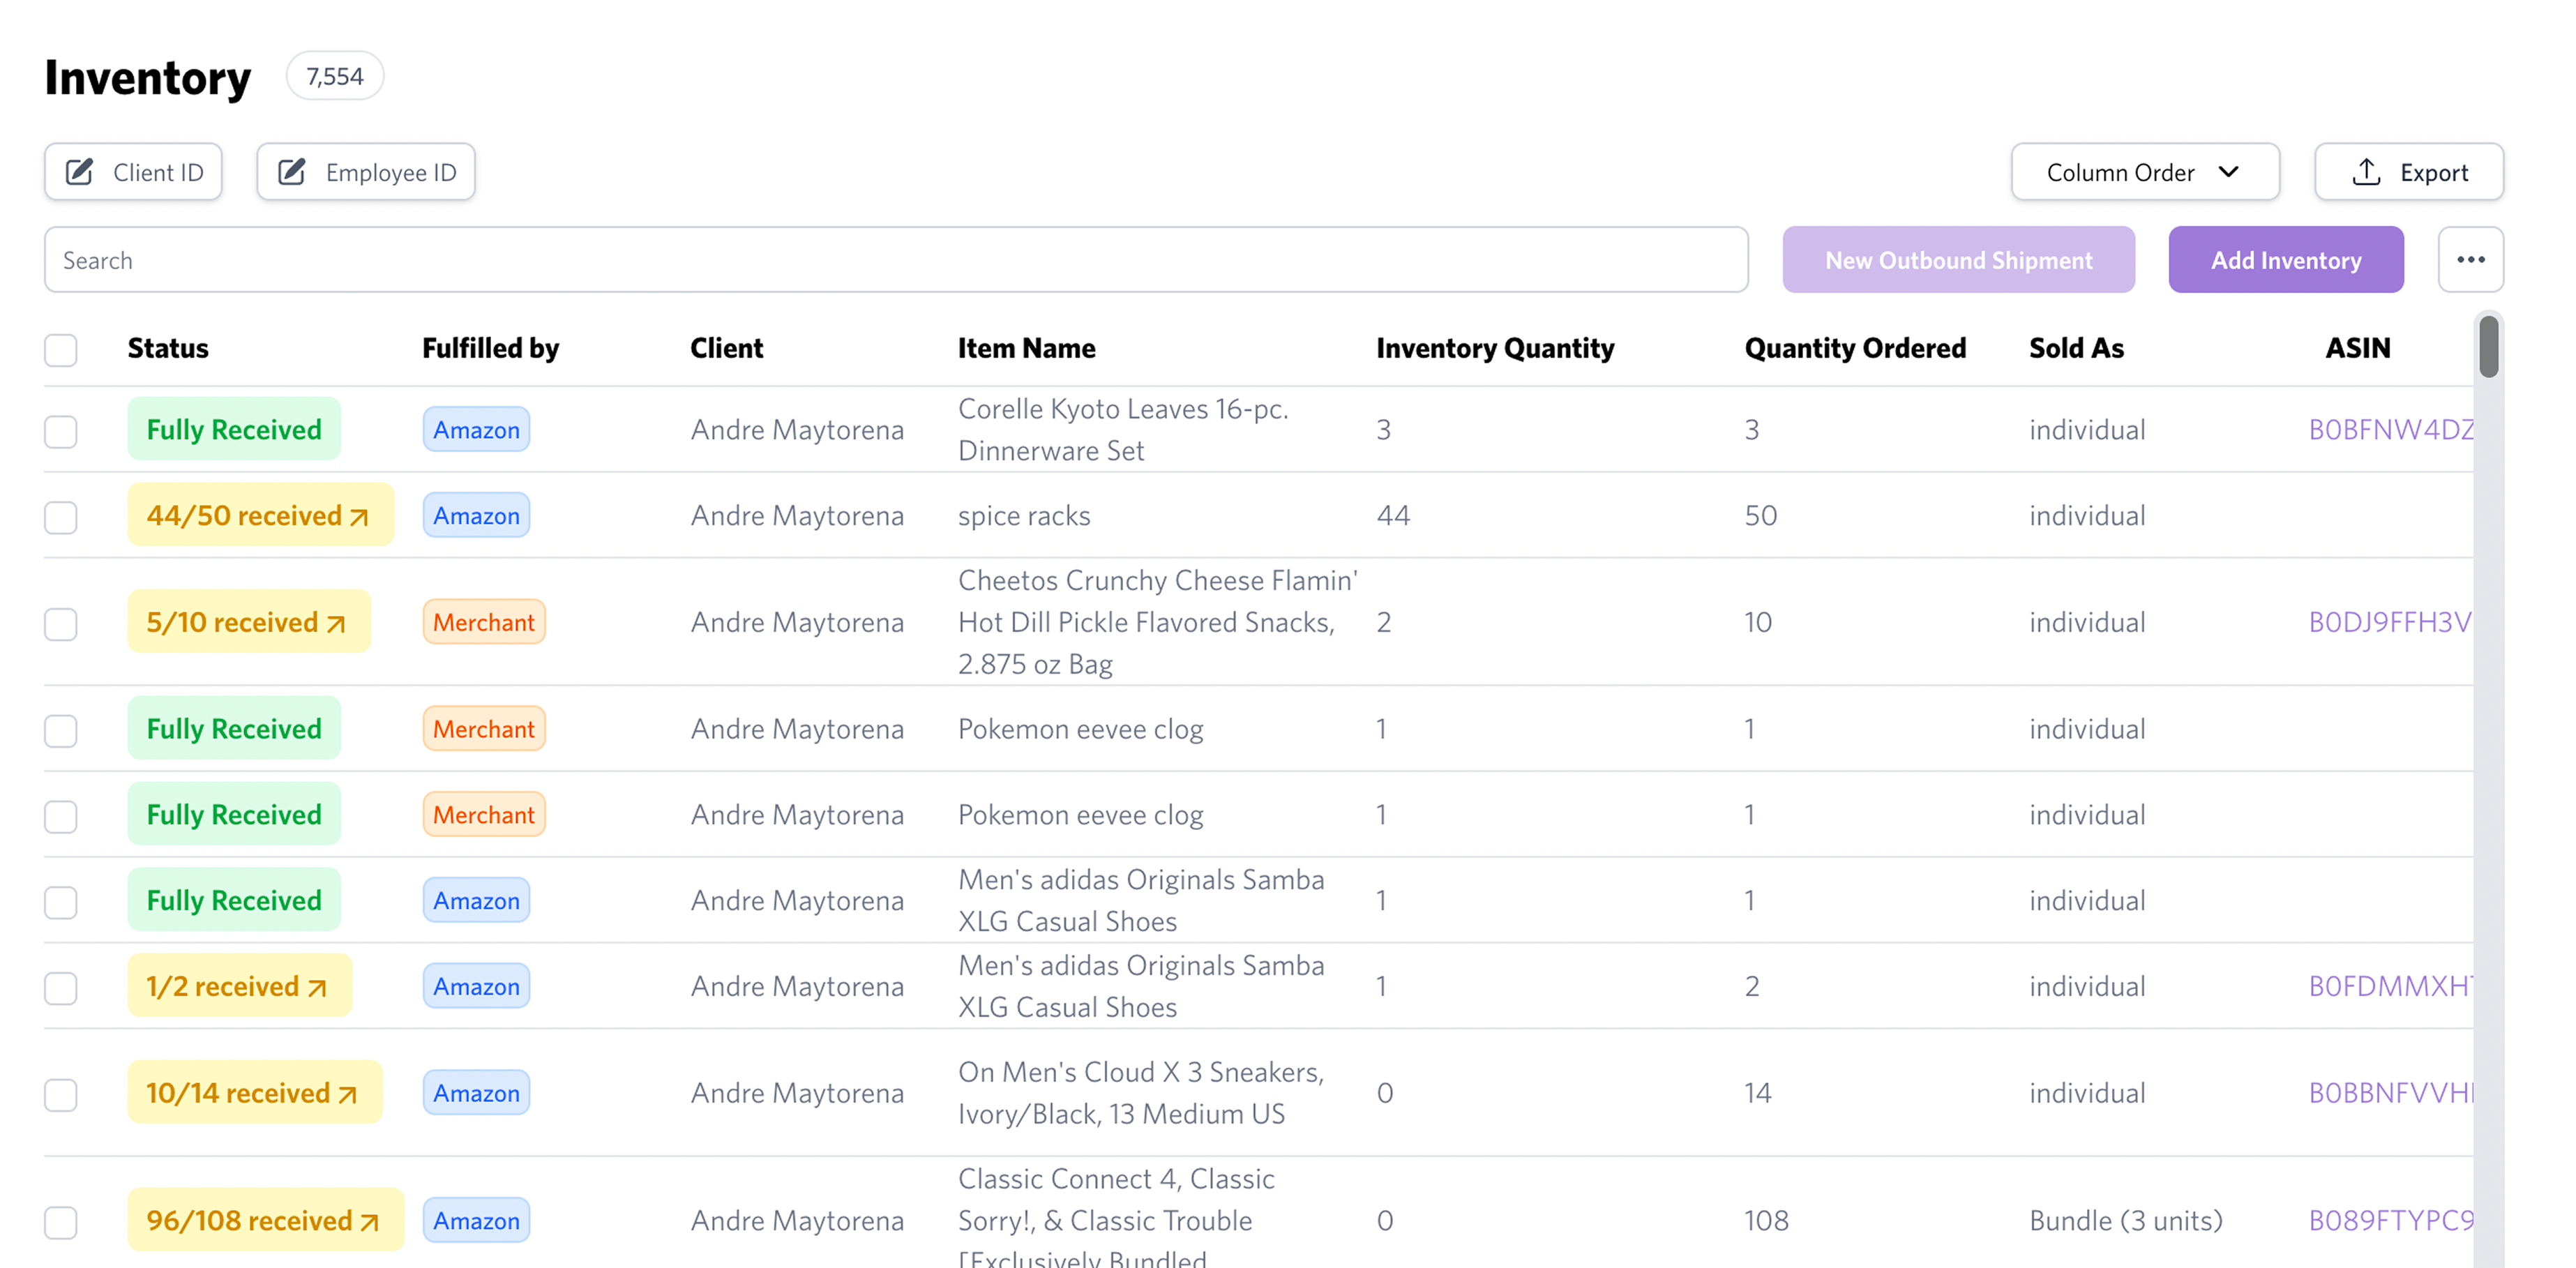 Inventory 7,554
Client ID Employee ID Column Order Export
Search New Outbound Shipment Add Inventory
Status Fulfilled by Client Item Name Inventory Quantity Quantity Ordered Sold As ASIN
Fully Received Amazon Andre Maytorena Corelle Kyoto Leaves 16-pc. 3 3 individual B0BFNW4DZ
Dinnerware Set
44/50 received Amazon Andre Maytorena spice racks 44 50 individual
Cheetos Crunchy Cheese Flamin'
5/10 received Merchant Andre Maytorena Hot Dill Pickle Flavored Snacks, 2 10 individual B0DJ9FFH3V
2.875 oz Bag
Fully Received Merchant Andre Maytorena Pokemon eevee clog 1 1 individual
Fully Received Merchant Andre Maytorena Pokemon eevee clog 1 1 individual
Fully Received Amazon Andre Maytorena Men's adidas Originals Samba 1 1 individual
XLG Casual Shoes
1/2 received Amazon Andre Maytorena Men's adidas Originals Samba 1 2 individual B0FDMMXH
XLG Casual Shoes
10/14 received Amazon Andre Maytorena On Men's Cloud X 3 Sneakers, 0 14 individual B0BBNFVVH
Ivory/Black, 13 Medium US
Classic Connect 4, Classic
96/108 received Amazon Andre Maytorena Sorry!, & Classic Trouble 0 108 Bundle (3 units) B089FTYPC9
[Exclusively Bundled